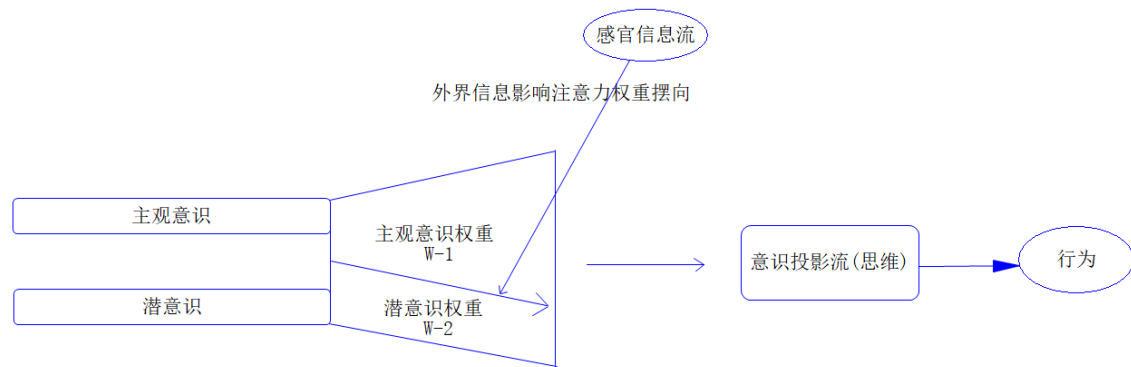 感官信息流
外界信息影响注意力权重摆向
主观意识
主观意识权重
W-1
潜意识
潜意识权重
W-2
意识投影流(思维)
行为